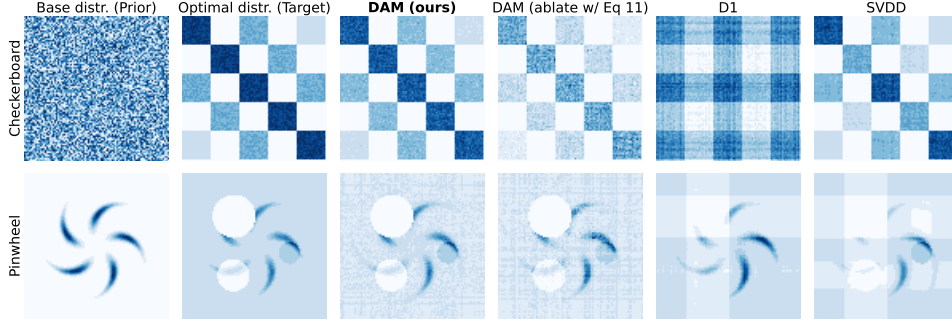 Base distr. (Prior)
Optimal distr. (Target)
DAM (ours)
DAM (ablate w/ Eq 11)
D1
SVDD
Checkerboard
Pinwheel